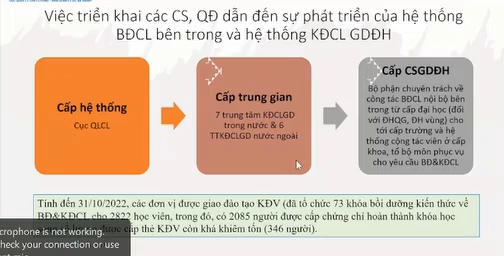 Việc triển khai các CS, QĐ dẫn đến sự phát triển của hệ thống
BĐCL bên trong và hệ thống KĐCL GDĐH
Cấp hệ thống
Cục QLCL
Cấp trung gian
7 trung tâm KĐCLGD
trong nước & 6
TTKĐCLGD nước ngoài
Cấp CSGDĐH
Bộ phận chuyên trách về
công tác BĐCL nội bộ bên
trong từ cấp đại học (đối
với ĐHQG, ĐH vùng) cho
tới cấp trường và hệ
thống cộng tác viên ở cấp
khoa, tổ bộ môn phục vụ
cho yêu cầu BĐ&KĐCL
Tính đến 31/10/2022, các đơn vị được giao đào tạo KĐV (đã tổ chức 73 khóa bồi dưỡng kiến thức về
BĐ&KĐCL cho 2822 học viên, trong đó, có 2085 người được cấp chứng chỉ hoàn thành khóa học
được cấp thẻ KĐV còn khá khiêm tốn (346 người).
crophone is not working.
heck your connection or use